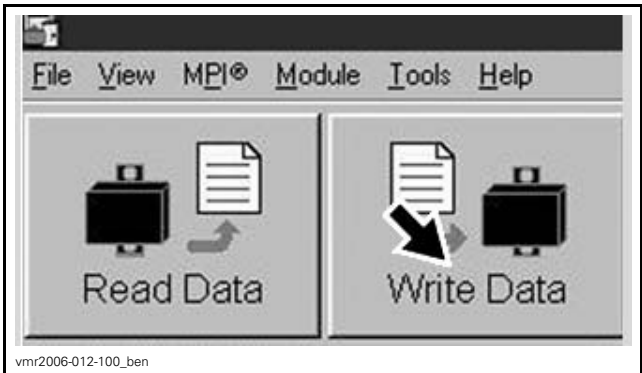 File View MPI® Module Tools Help
Read Data Write Data
vmr2006-012-100_ben